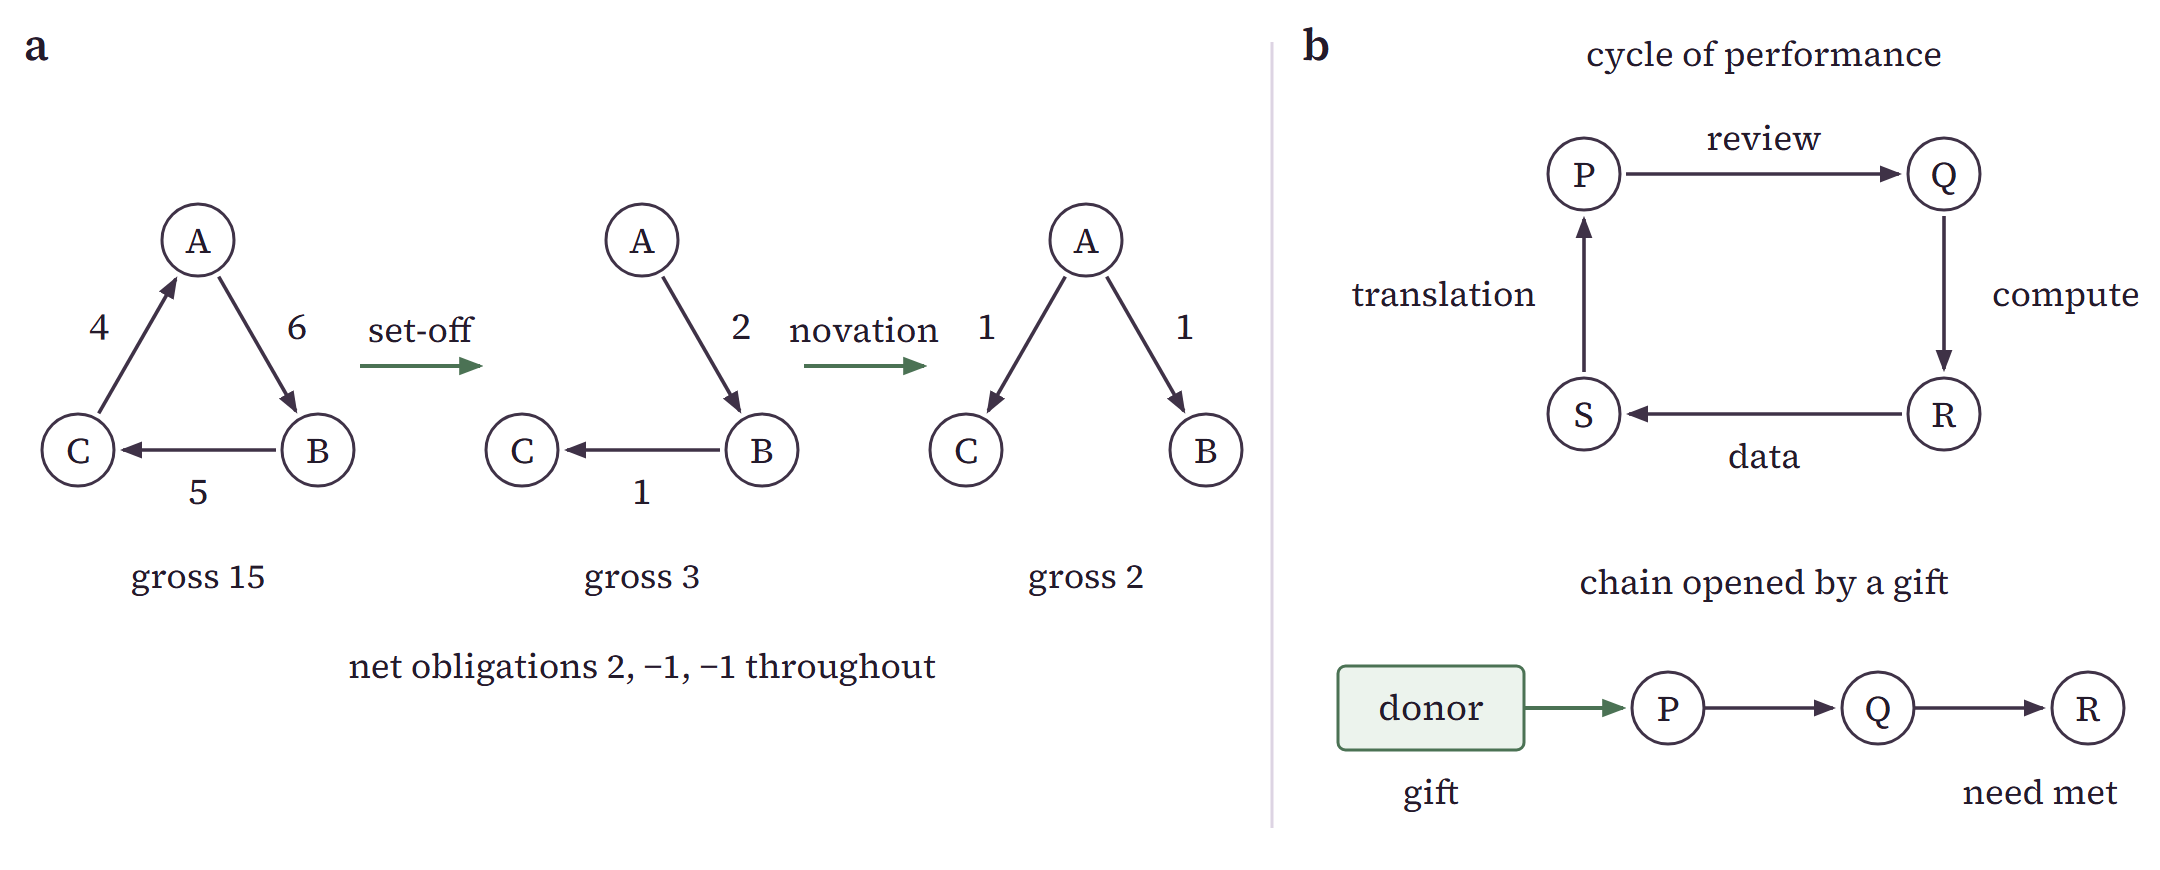 a
A
4
6
C
B
5
gross 15
set-off
A
2
C
B
1
gross 3
novation
A
1
1
C
B
gross 2
net obligations 2, −1, −1 throughout
b
cycle of performance
review
P
Q
translation
compute
S
R
data
chain opened by a gift
donor
P
Q
R
gift
need met